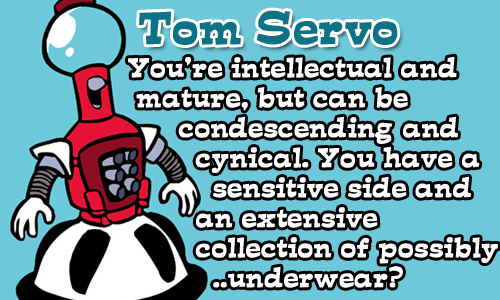 Tom Servo
You're intellectual and
mature, but can be
condescending and
cynical. You have a
sensitive side and
an extensive
collection of possibly
..underwear?